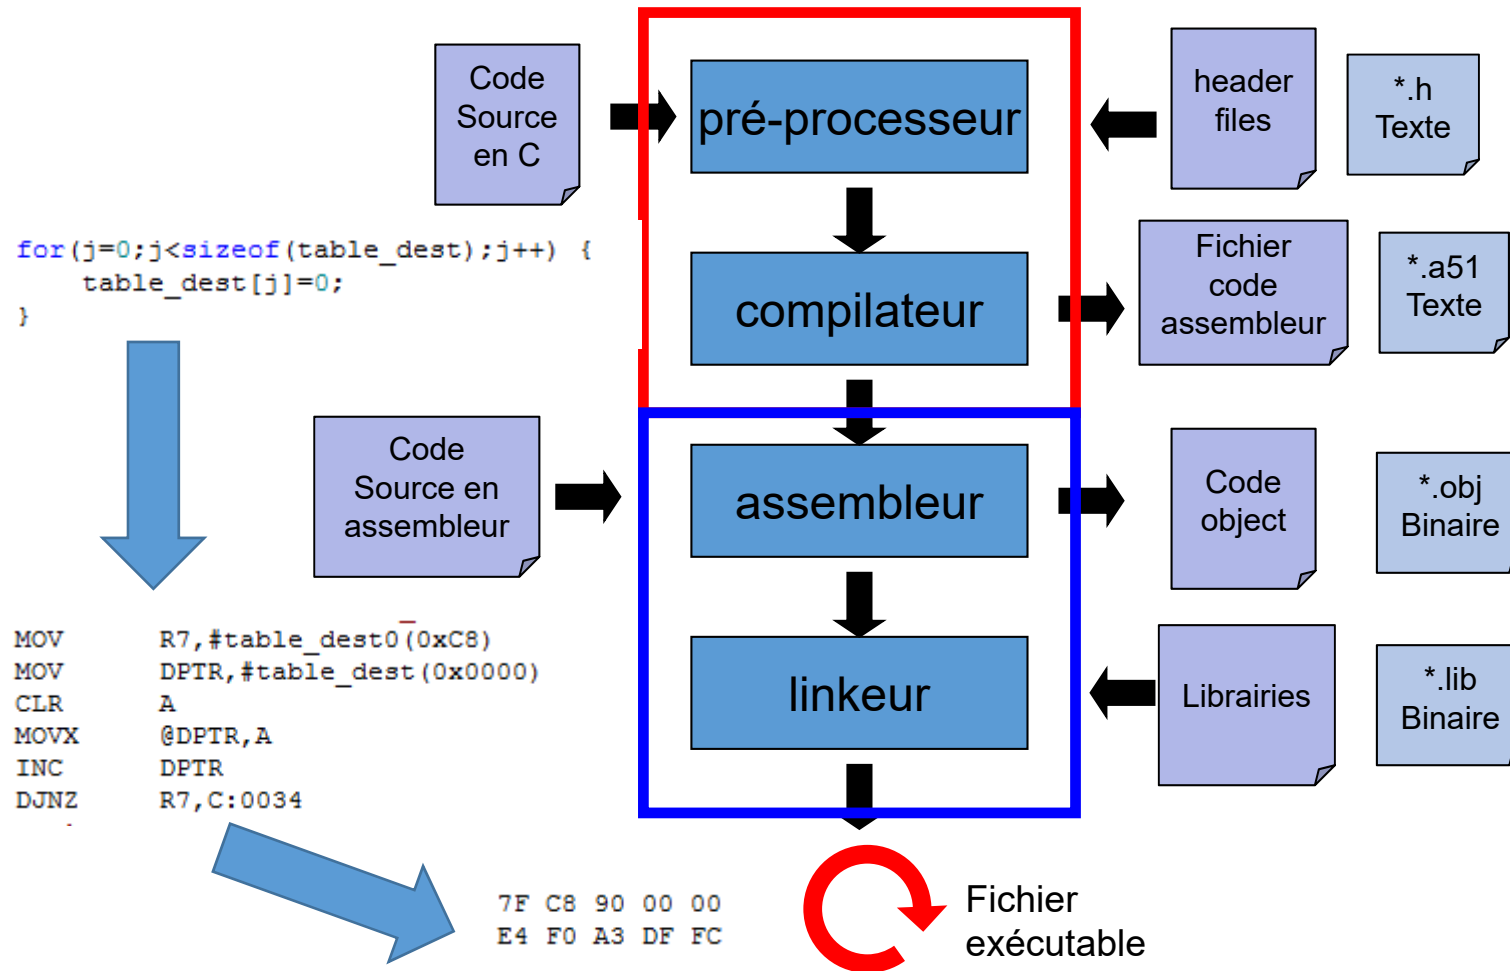 Code
Source
en C
pré-processeur
header
files
*.h
Texte
for(j=0;j<sizeof(table_dest);j++) {
table_dest[j]=0;
}
compilateur
Fichier
code
assembleur
*.a51
Texte
Code
Source en
assembleur
assembleur
Code
object
*.obj
Binaire
MOV R7,#table_dest0(0xC8)
MOV DPTR,#table_dest(0x0000)
CLR A
MOVX @DPTR,A
INC DPTR
DJNZ R7,C:0034
linkeur
Librairies
*.lib
Binaire
7F C8 90 00 00
E4 F0 A3 DF FC
Fichier
exécutable